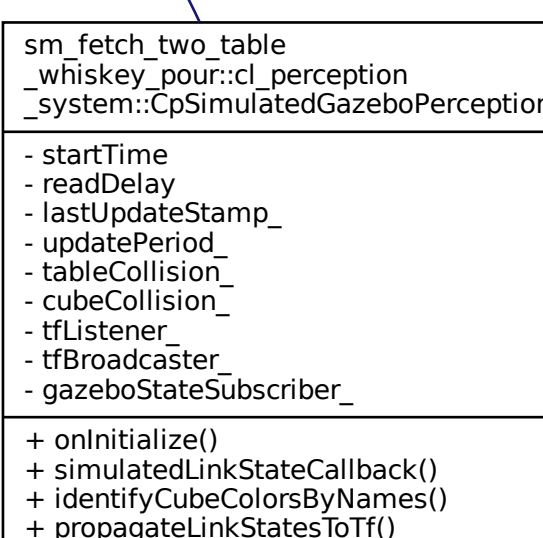 sm_fetch_two_table
_whiskey_pour::cl_perception
_system::CpSimulatedGazeboPerception
- startTime
- readDelay
- lastUpdateStamp_
- updatePeriod_
- tableCollision_
- cubeCollision_
- tfListener_
- tfBroadcaster_
- gazeboStateSubscriber_
+ onInitialize()
+ simulatedLinkStateCallback()
+ identifyCubeColorsByNames()
+ propagateLinkStatesToTf()